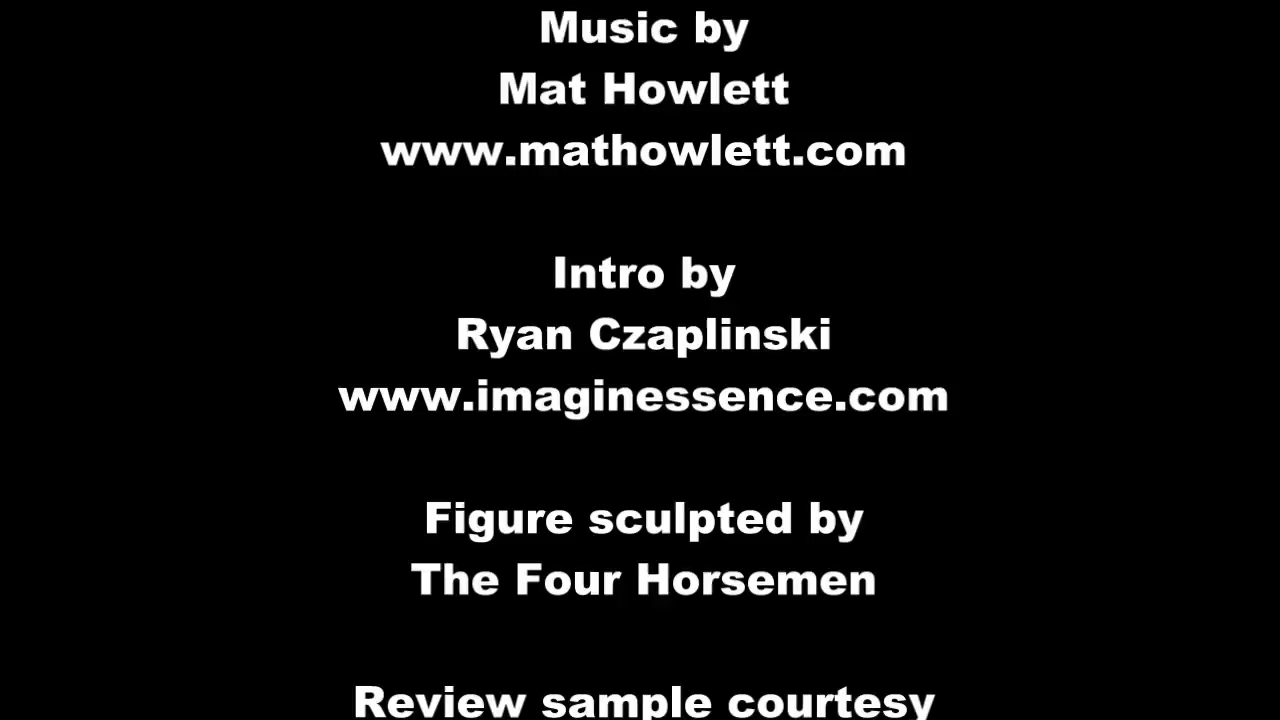 Music by
Mat Howlett
www.mathowlett.com
Intro by
Ryan Czaplinski
www.imaginessence.com
Figure sculpted by
The Four Horsemen
Review sample courtesy